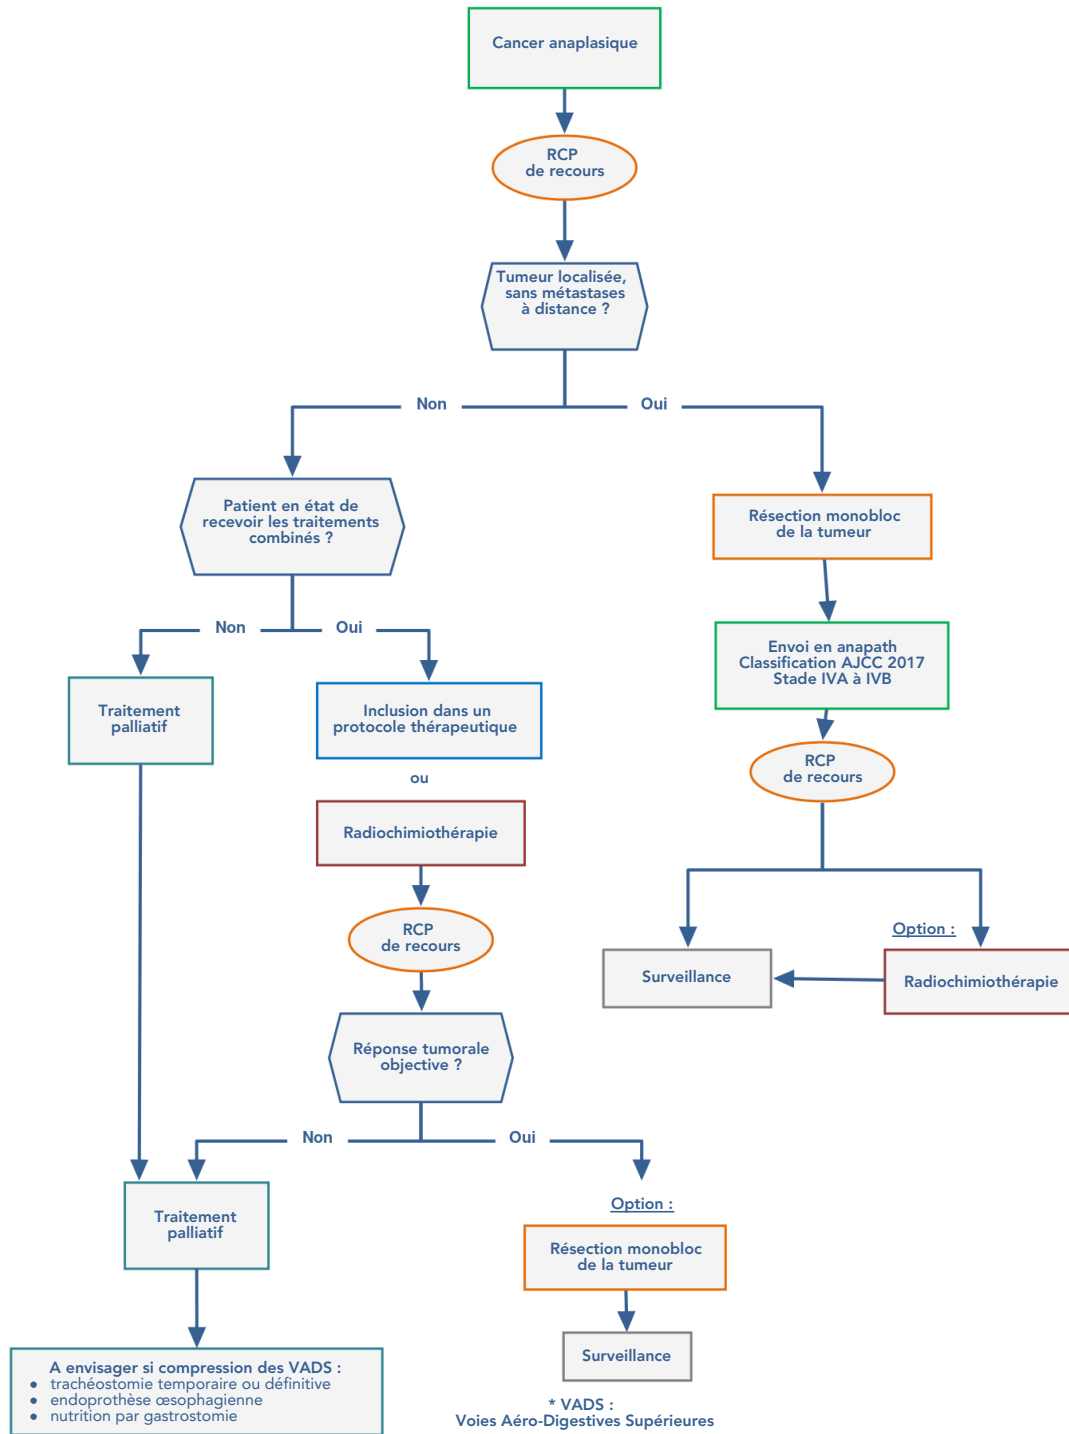 Cancer anaplasique
RCP
de recours
Tumeur localisée,
sans métastases
à distance ?
Non
Oui
Patient en état de
recevoir les traitements
combinés ?
Résection monobloc
de la tumeur
Non
Oui
Envoi en anapath
Classification AJCC 2017
Stade IVA à IVB
Traitement
palliatif
Inclusion dans un
protocole thérapeutique
ou
RCP
de recours
Radiochimiothérapie
RCP
de recours
Option :
Surveillance
Radiochimiothérapie
Réponse tumorale
objective ?
Non
Oui
Traitement
palliatif
Option :
Résection monobloc
de la tumeur
Surveillance
A envisager si compression des VADS :
● trachéostomie temporaire ou définitive
● endoprothèse œsophagienne
● nutrition par gastrostomie
* VADS :
Voies Aéro-Digestives Supérieures